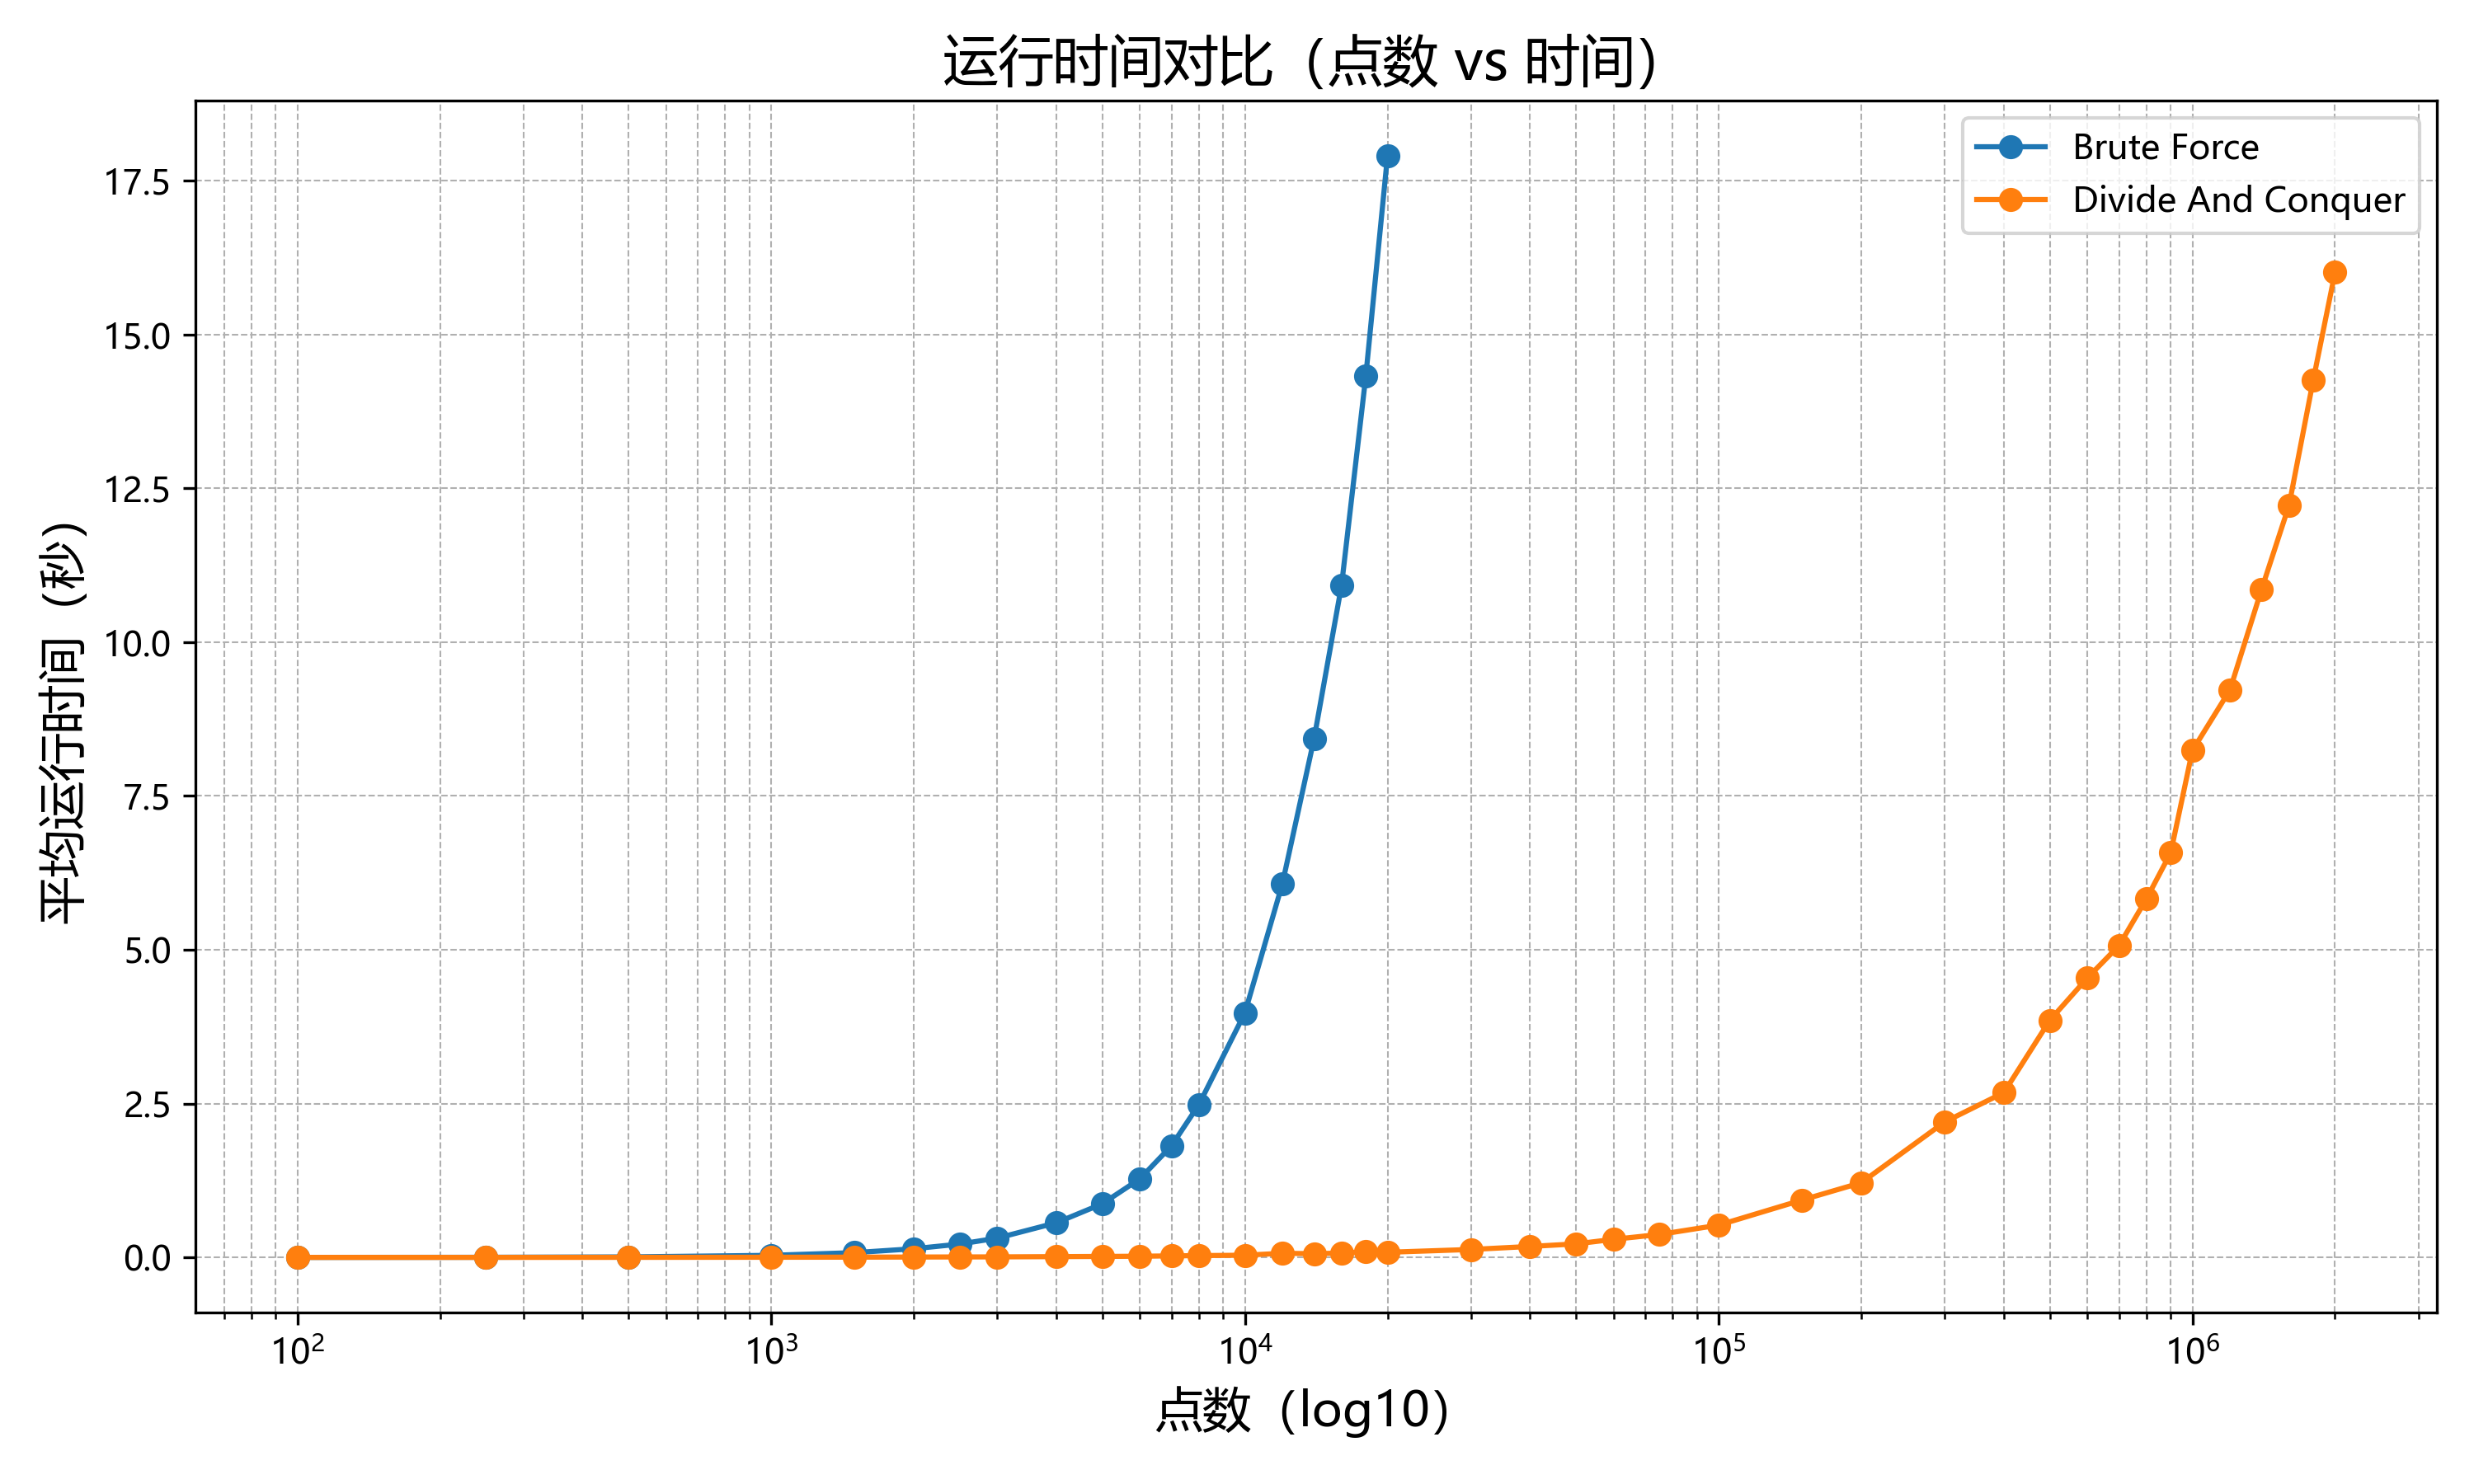 运行时间对比（点数 vs 时间）
Brute Force
Divide And Conquer
平均运行时间（秒）
17.5
15.0
12.5
10.0
7.5
5.0
2.5
0.0
10² 10³ 10⁴ 10⁵ 10⁶
点数（log10）